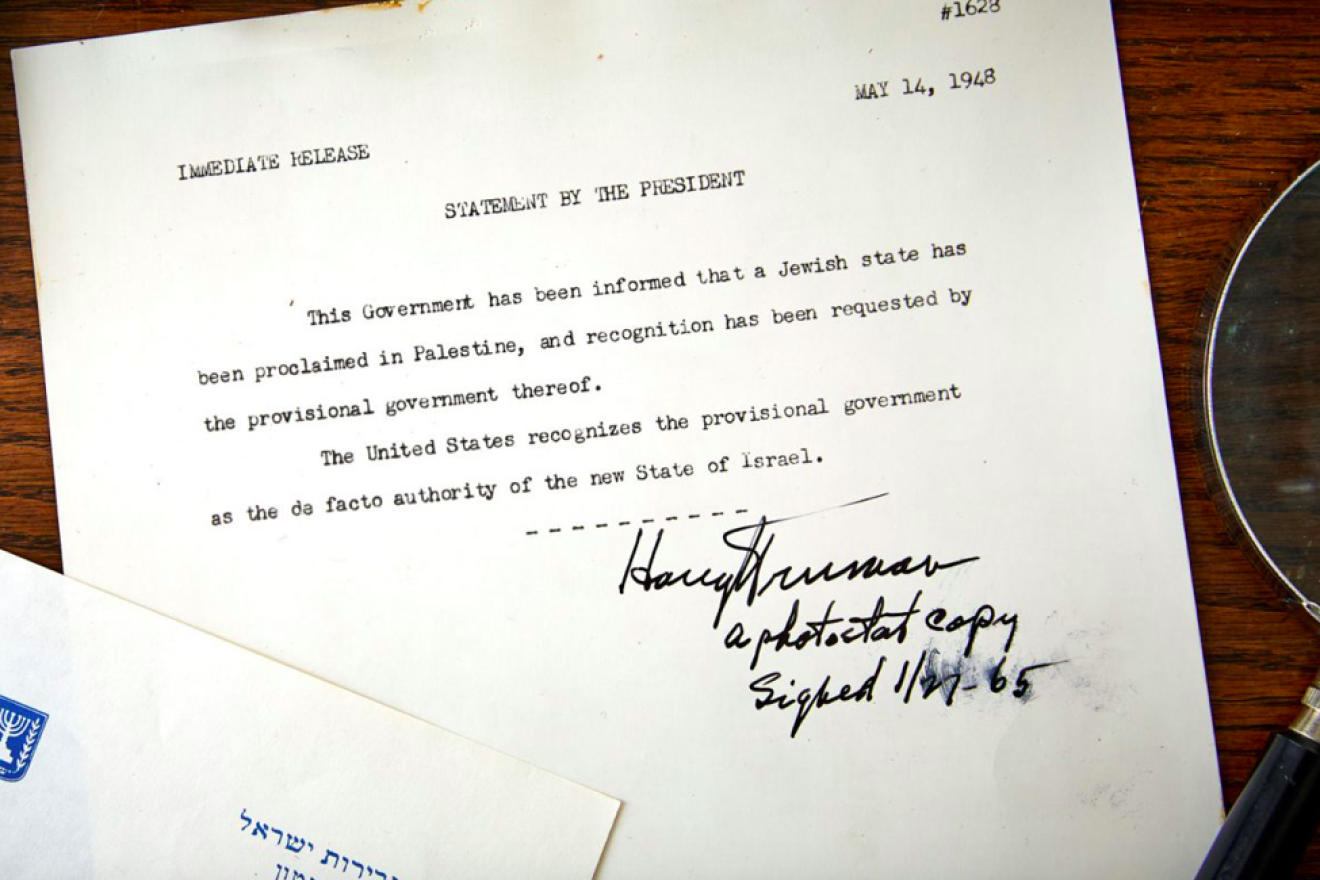 #1628
MAY 14, 1948
IMMEDIATE RELEASE
STATEMENT BY THE PRESIDENT
This Government has been informed that a Jewish state has
been proclaimed in Palestine, and recognition has been requested by
the provisional government thereof.
The United States recognizes the provisional government
as the de facto authority of the new State of Israel.
- - - - - - - - - -
Harry Truman
a photostat copy
Signed 1/27-65
ישראל